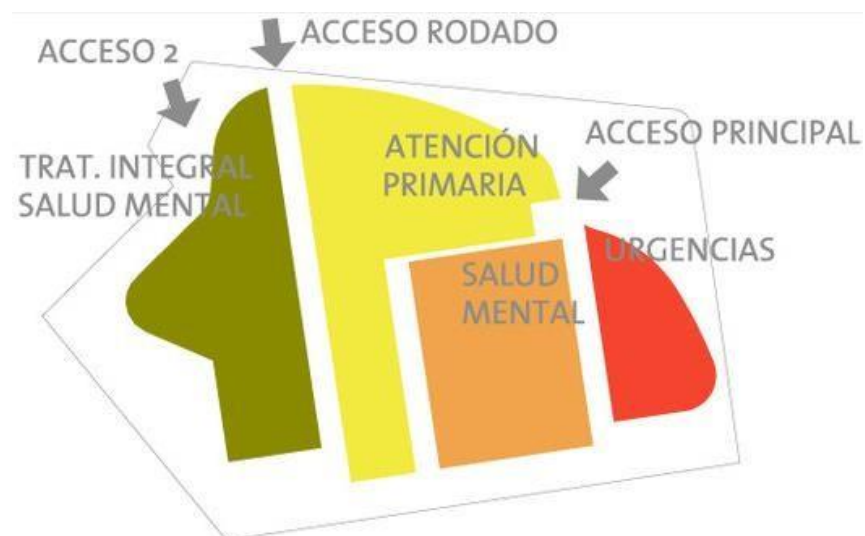 ACCESO RODADO
ACCESO 2
ACCESO PRINCIPAL
ATENCIÓN
PRIMARIA
TRAT. INTEGRAL
SALUD MENTAL
URGENCIAS
SALUD
MENTAL